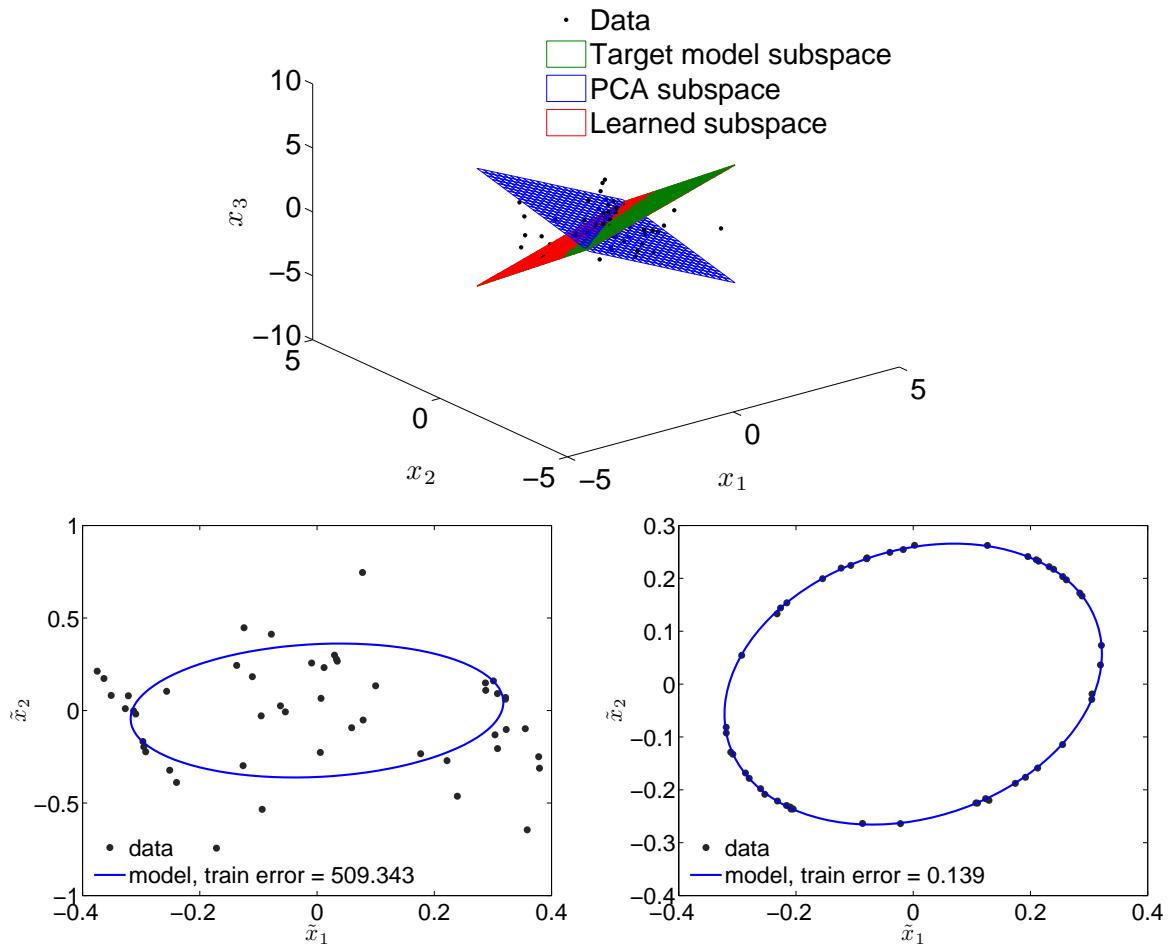 Data
Target model subspace
PCA subspace
Learned subspace
10
5
0
−5
−10
x3
5
0
−5
x2
−5
0
5
x1
1
0.5
0
−0.5
−1
x̃2
data
model, train error = 509.343
−0.4
−0.2
0
0.2
0.4
x̃1
0.3
0.2
0.1
0
−0.1
−0.2
−0.3
−0.4
x̃2
data
model, train error = 0.139
−0.4
−0.2
0
0.2
0.4
x̃1